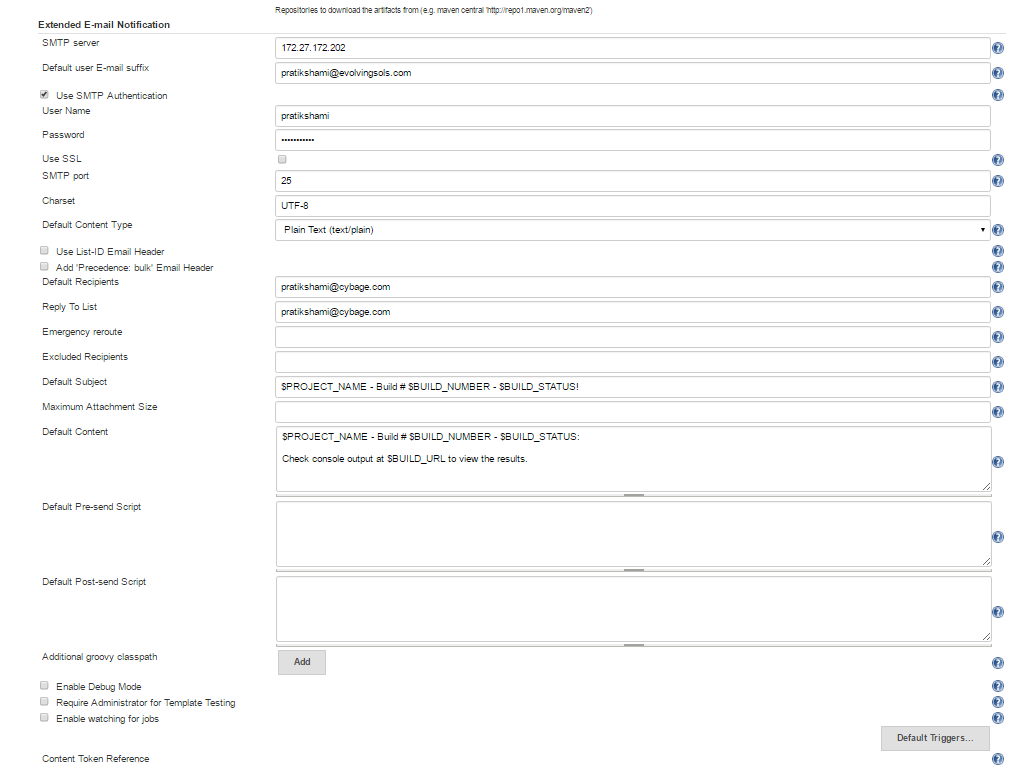 Repositories to download the artifacts from (e.g. maven central 'http://repo1.maven.org/maven2')
Extended E-mail Notification
SMTP server
172.27.172.202
Default user E-mail suffix
pratikshami@evolvingsols.com
Use SMTP Authentication
User Name
pratikshami
Password
•••••••••••
Use SSL
SMTP port
25
Charset
UTF-8
Default Content Type
Plain Text (text/plain)
Use List-ID Email Header
Add 'Precedence: bulk' Email Header
Default Recipients
pratikshami@cybage.com
Reply To List
pratikshami@cybage.com
Emergency reroute
Excluded Recipients
Default Subject
$PROJECT_NAME - Build # $BUILD_NUMBER - $BUILD_STATUS!
Maximum Attachment Size
Default Content
$PROJECT_NAME - Build # $BUILD_NUMBER - $BUILD_STATUS:
Check console output at $BUILD_URL to view the results.
Default Pre-send Script
Default Post-send Script
Additional groovy classpath
Add
Enable Debug Mode
Require Administrator for Template Testing
Enable watching for jobs
Default Triggers...
Content Token Reference